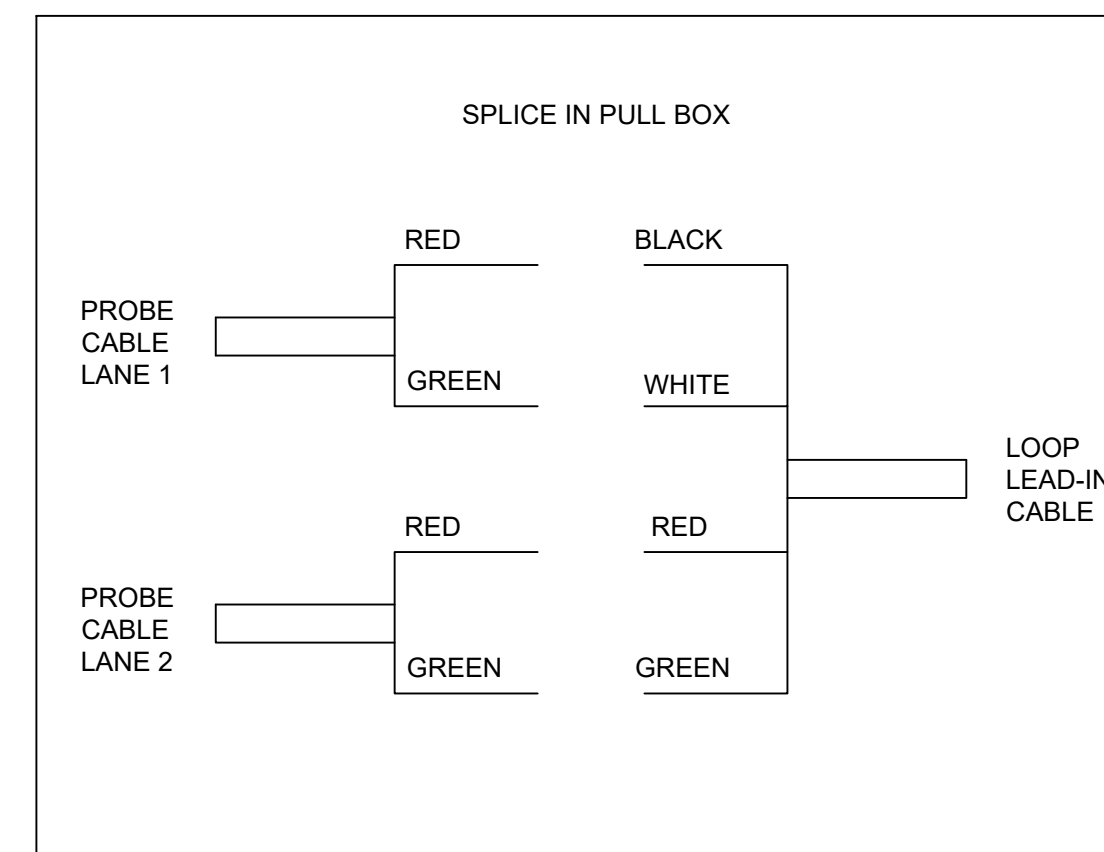 SPLICE IN PULL BOX
RED
BLACK
PROBE
CABLE
LANE 1
GREEN
WHITE
LOOP
LEAD-IN
CABLE
RED
RED
PROBE
CABLE
LANE 2
GREEN
GREEN